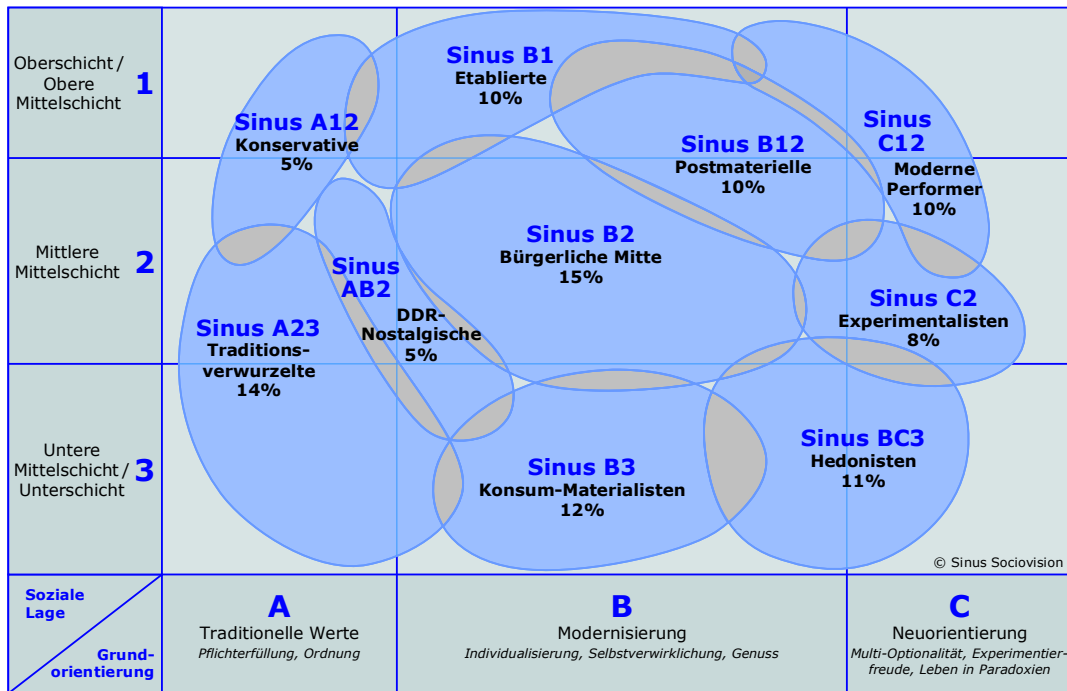 Oberschicht /
Obere
Mittelschicht
1
Mittlere
Mittelschicht
2
Untere
Mittelschicht /
Unterschicht
3
Sinus B1
Etablierte
10%
Sinus A12
Konservative
5%
Sinus B12
Postmaterielle
10%
Sinus
C12
Moderne
Performer
10%
Sinus B2
Bürgerliche Mitte
15%
Sinus
AB2
DDR-
Nostalgische
5%
Sinus A23
Traditions-
verwurzelte
14%
Sinus C2
Experimentalisten
8%
Sinus B3
Konsum-Materialisten
12%
Sinus BC3
Hedonisten
11%
© Sinus Sociovision
Soziale
Lage
Grund-
orientierung
A
Traditionelle Werte
Pflichterfüllung, Ordnung
B
Modernisierung
Individualisierung, Selbstverwirklichung, Genuss
C
Neuorientierung
Multi-Optionalität, Experimentier-
freude, Leben in Paradoxien